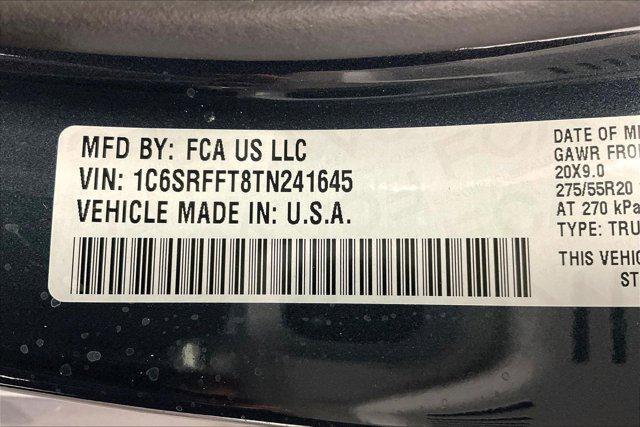 MFD BY: FCA US LLC
VIN: 1C6SRFFT8TN241645
VEHICLE MADE IN: U.S.A.
DATE OF M
GAWR FRO
20X9.0
275/55R20
AT 270 kPa
TYPE: TRU
THIS VEHIC
ST